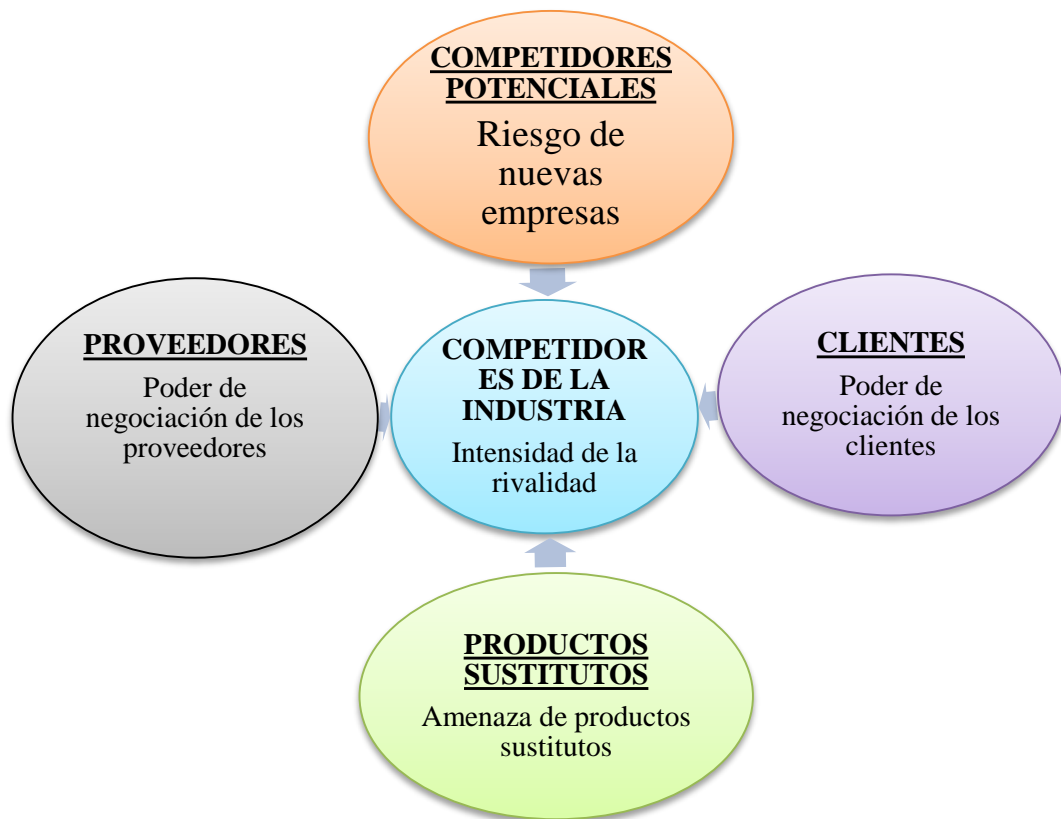 COMPETIDORES
POTENCIALES
Riesgo de
nuevas
empresas
PROVEEDORES
Poder de
negociación de los
proveedores
COMPETIDOR
ES DE LA
INDUSTRIA
Intensidad de la
rivalidad
CLIENTES
Poder de
negociación de los
clientes
PRODUCTOS
SUSTITUTOS
Amenaza de productos
sustitutos